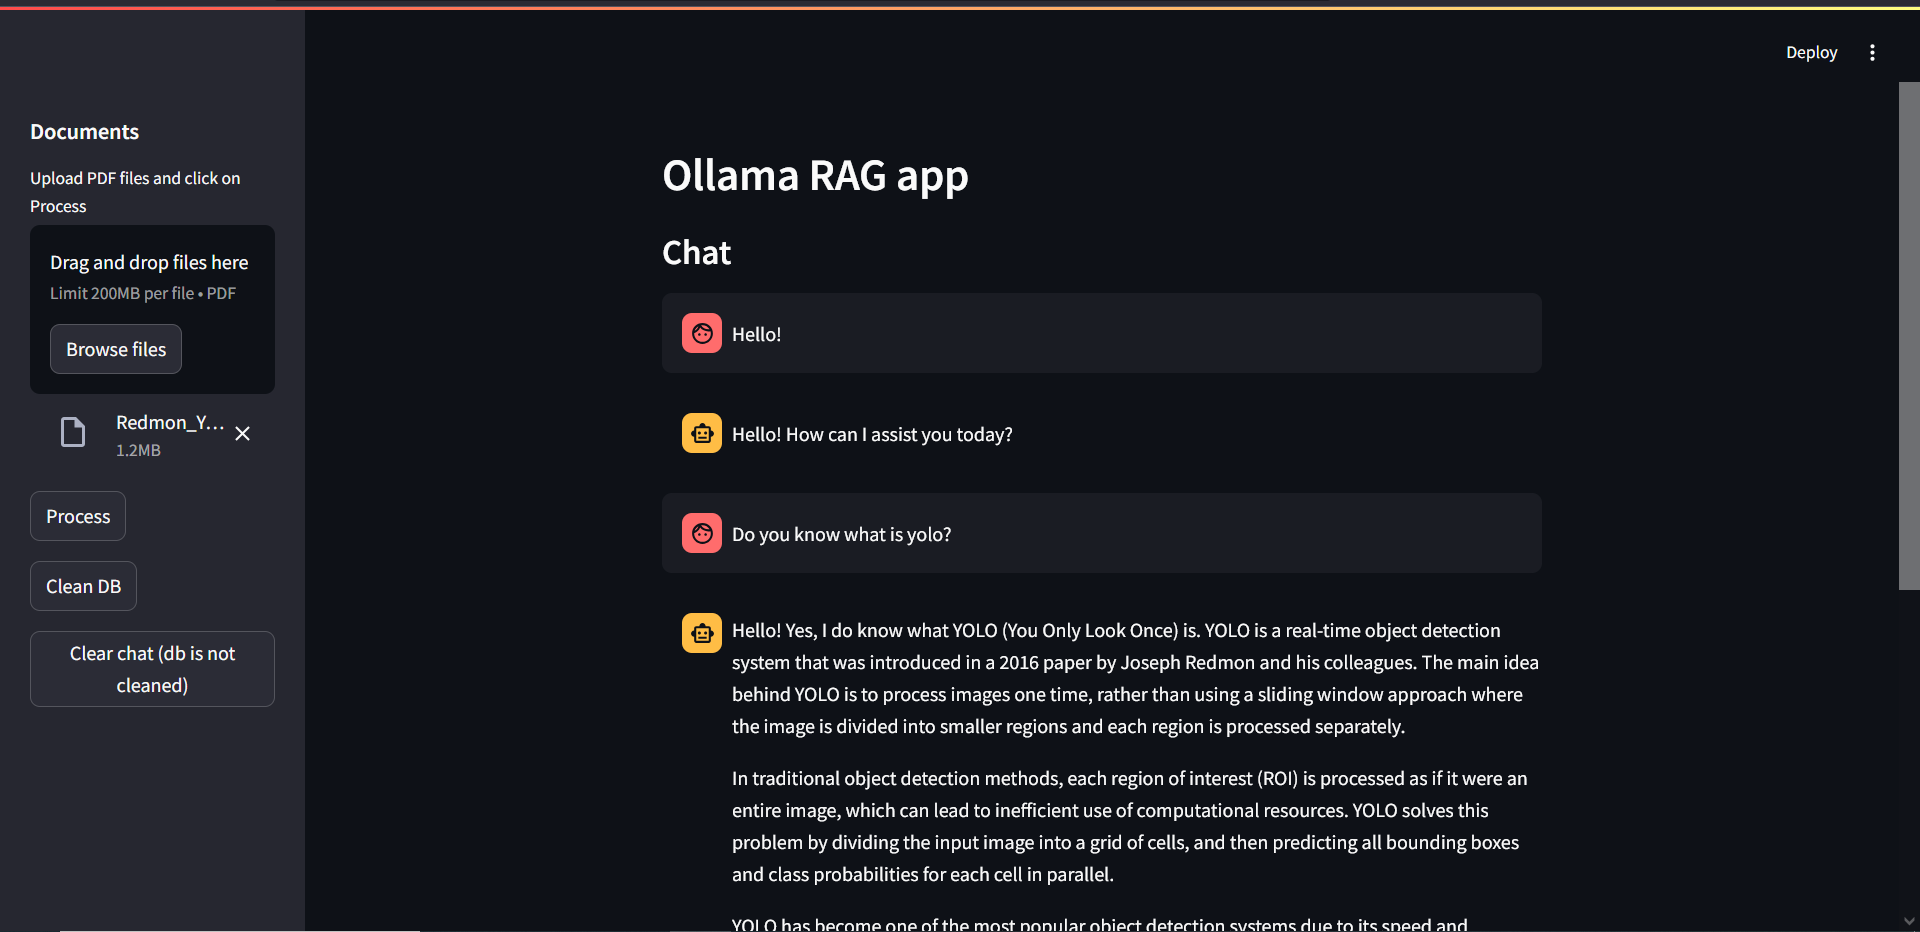 Deploy
Documents
Upload PDF files and click on
Process
Drag and drop files here
Limit 200MB per file • PDF
Browse files
Redmon_Y...
1.2MB
Process
Clean DB
Clear chat (db is not
cleaned)
Ollama RAG app
Chat
Hello!
Hello! How can I assist you today?
Do you know what is yolo?
Hello! Yes, I do know what YOLO (You Only Look Once) is. YOLO is a real-time object detection
system that was introduced in a 2016 paper by Joseph Redmon and his colleagues. The main idea
behind YOLO is to process images one time, rather than using a sliding window approach where
the image is divided into smaller regions and each region is processed separately.
In traditional object detection methods, each region of interest (ROI) is processed as if it were an
entire image, which can lead to inefficient use of computational resources. YOLO solves this
problem by dividing the input image into a grid of cells, and then predicting all bounding boxes
and class probabilities for each cell in parallel.
YOLO has become one of the most popular object detection systems due to its speed and